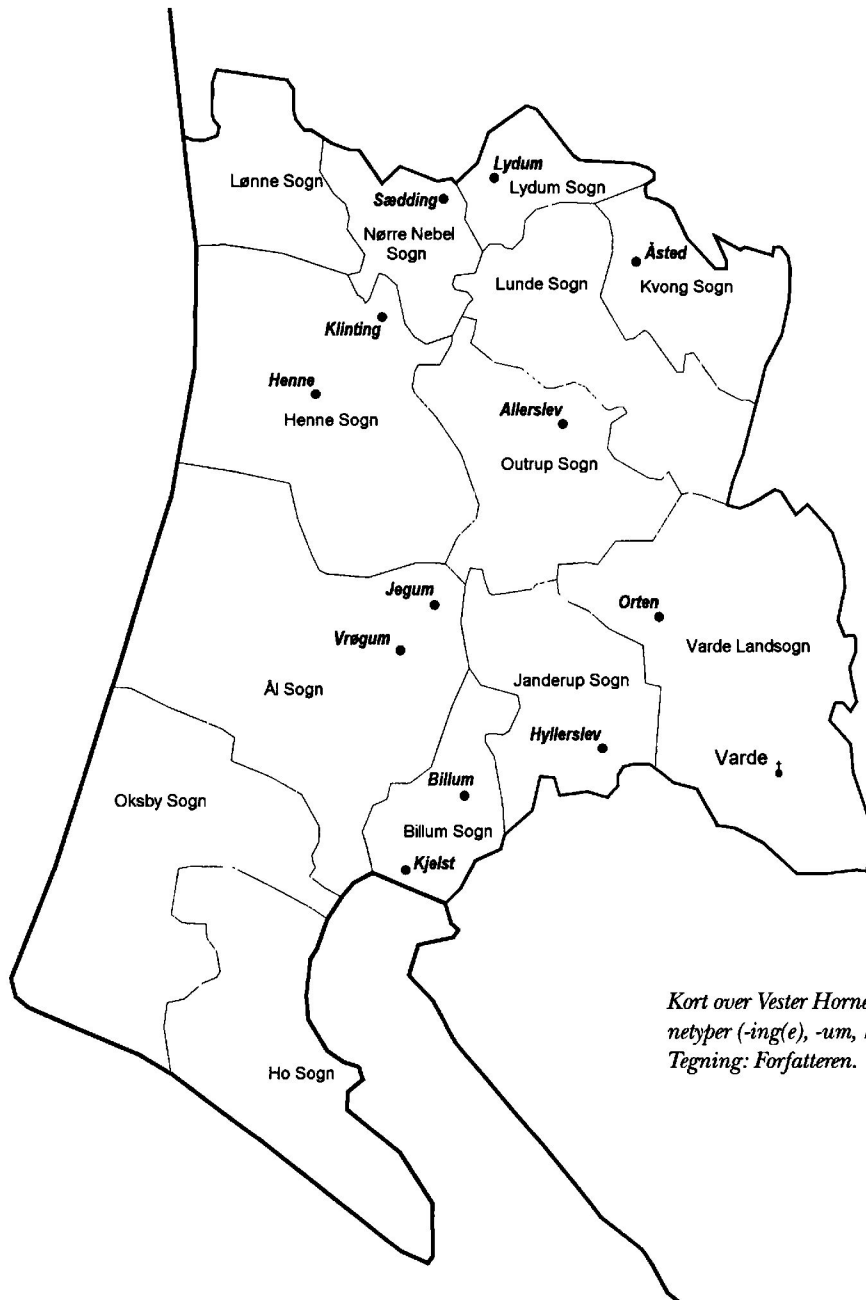 Lydum
Lydum Sogn
Lønne Sogn
Sædding
Nørre Nebel
Sogn
Åsted
Kvong Sogn
Lunde Sogn
Klinting
Henne
Henne Sogn
Allerslev
Outrup Sogn
Jegum
Orten
Vrøgum
Varde Landsogn
Ål Sogn
Janderup Sogn
Hyllerslev
Varde
Billum
Oksby Sogn
Billum Sogn
Kjelst
Ho Sogn
Kort over Vester Horne
netyper (-ing(e), -um,
Tegning: Forfatteren.